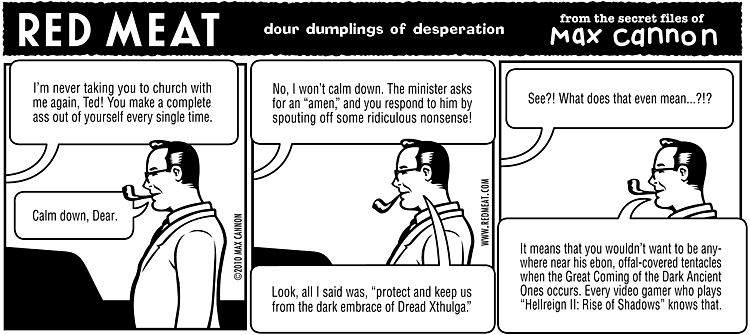 RED MEAT
dour dumplings of desperation
from the secret files of
Max cannon
I'm never taking you to church with
me again, Ted! You make a complete
ass out of yourself every single time.
Calm down, Dear.
©2010 MAX CANNON
No, I won't calm down. The minister asks
for an “amen,” and you respond to him by
spouting off some ridiculous nonsense!
Look, all I said was, “protect and keep us
from the dark embrace of Dread Xthulga.”
WWW.REDMEAT.COM
See?! What does that even mean...?!?
It means that you wouldn't want to be any-
where near his ebon, offal-covered tentacles
when the Great Coming of the Dark Ancient
Ones occurs. Every video gamer who plays
“Hellreign II: Rise of Shadows” knows that.